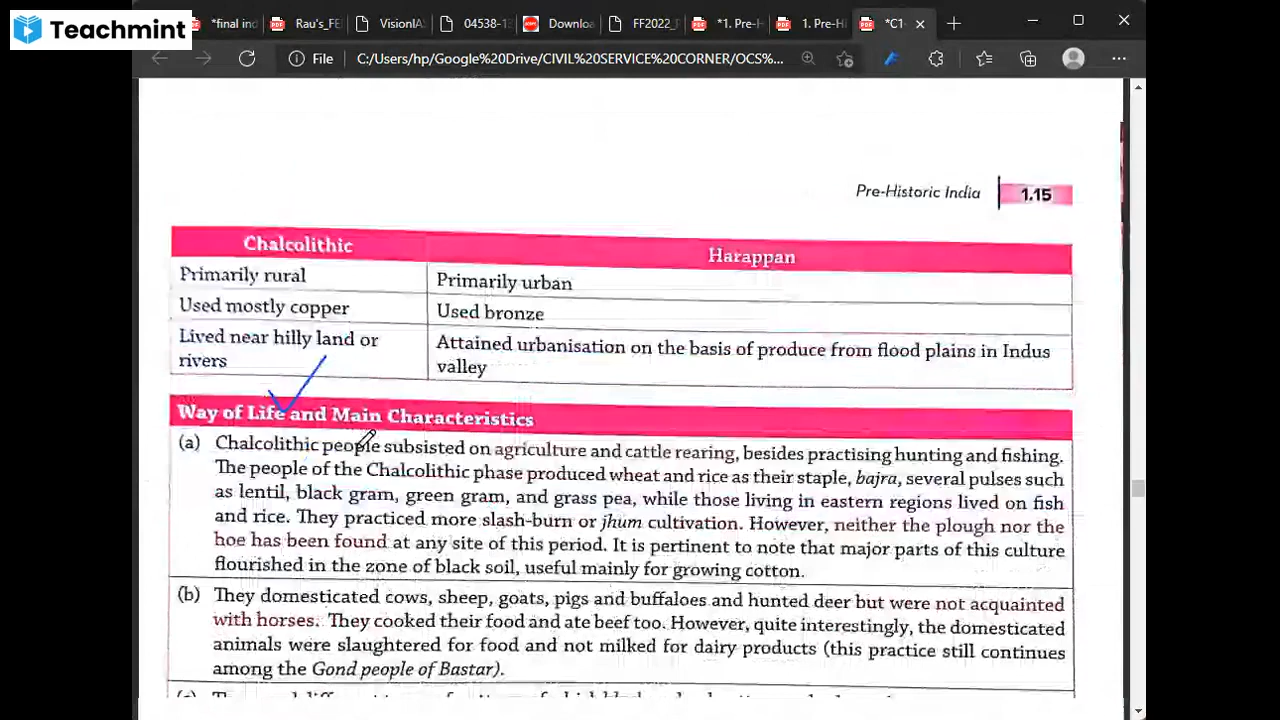 Teachmint
*final ind
Rau's_FE
VisionIA
04538-1
Downloa
FF2022_T
*1. Pre-H
1. Pre-Hi
*C1-
File
C:/Users/hp/Google%20Drive/CIVIL%20SERVICE%20CORNER/OCS%...
Pre-Historic India 1.15
Chalcolithic Harappan
Primarily rural Primarily urban
Used mostly copper Used bronze
Lived near hilly land or Attained urbanisation on the basis of produce from flood plains in Indus
rivers valley
Way of Life and Main Characteristics
(a) Chalcolithic people subsisted on agriculture and cattle rearing, besides practising hunting and fishing.
The people of the Chalcolithic phase produced wheat and rice as their staple, bajra, several pulses such
as lentil, black gram, green gram, and grass pea, while those living in eastern regions lived on fish
and rice. They practiced more slash-burn or jhum cultivation. However, neither the plough nor the
hoe has been found at any site of this period. It is pertinent to note that major parts of this culture
flourished in the zone of black soil, useful mainly for growing cotton.
(b) They domesticated cows, sheep, goats, pigs and buffaloes and hunted deer but were not acquainted
with horses. They cooked their food and ate beef too. However, quite interestingly, the domesticated
animals were slaughtered for food and not milked for dairy products (this practice still continues
among the Gond people of Bastar).